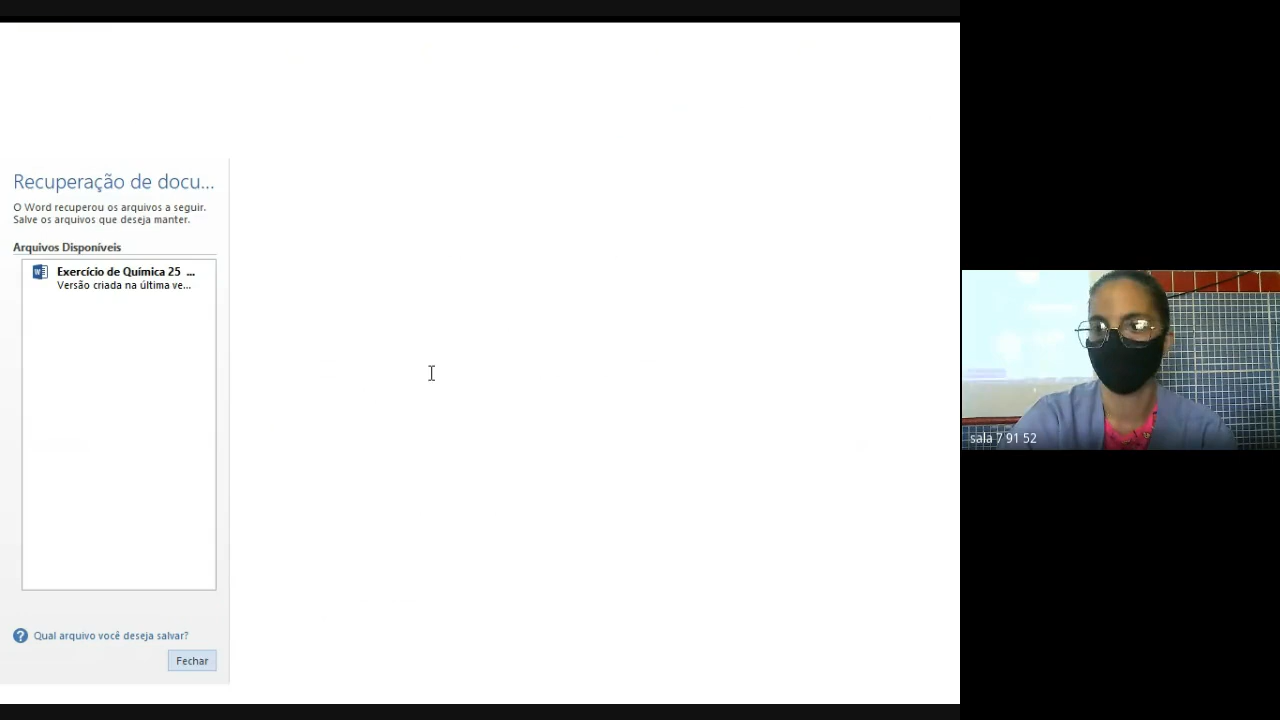 Recuperação de docu...
O Word recuperou os arquivos a seguir.
Salve os arquivos que deseja manter.
Arquivos Disponíveis
Exercício de Química 25 ...
Versão criada na última ve...
Qual arquivo você deseja salvar?
Fechar
sala 7 91 52